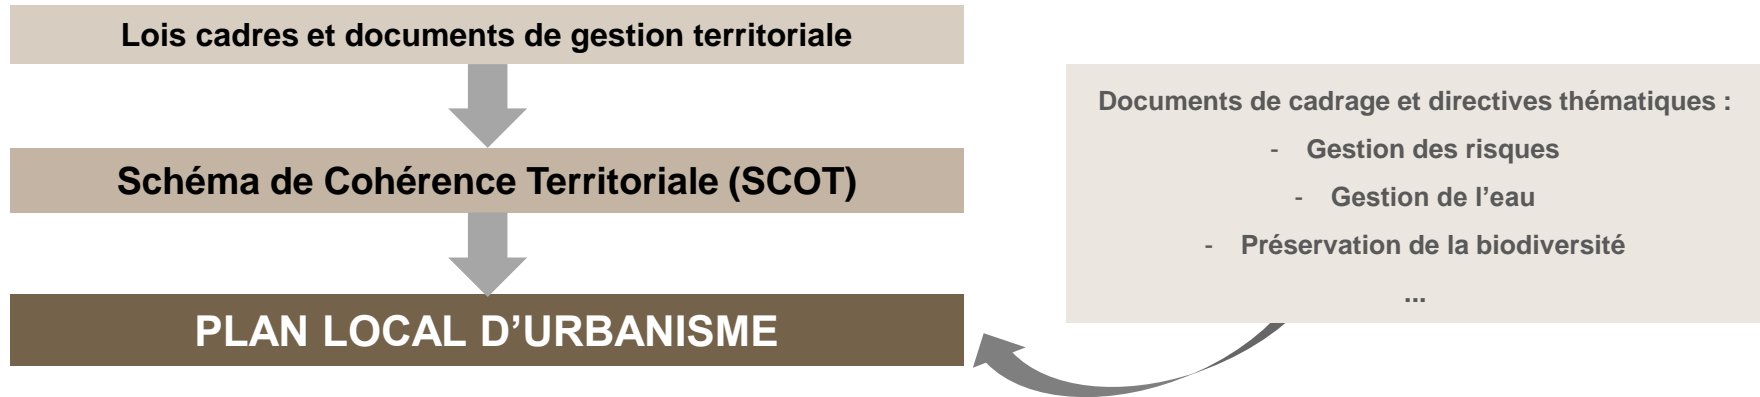 Lois cadres et documents de gestion territoriale
Schéma de Cohérence Territoriale (SCOT)
PLAN LOCAL D’URBANISME
Documents de cadrage et directives thématiques :
- Gestion des risques
- Gestion de l’eau
- Préservation de la biodiversité
...